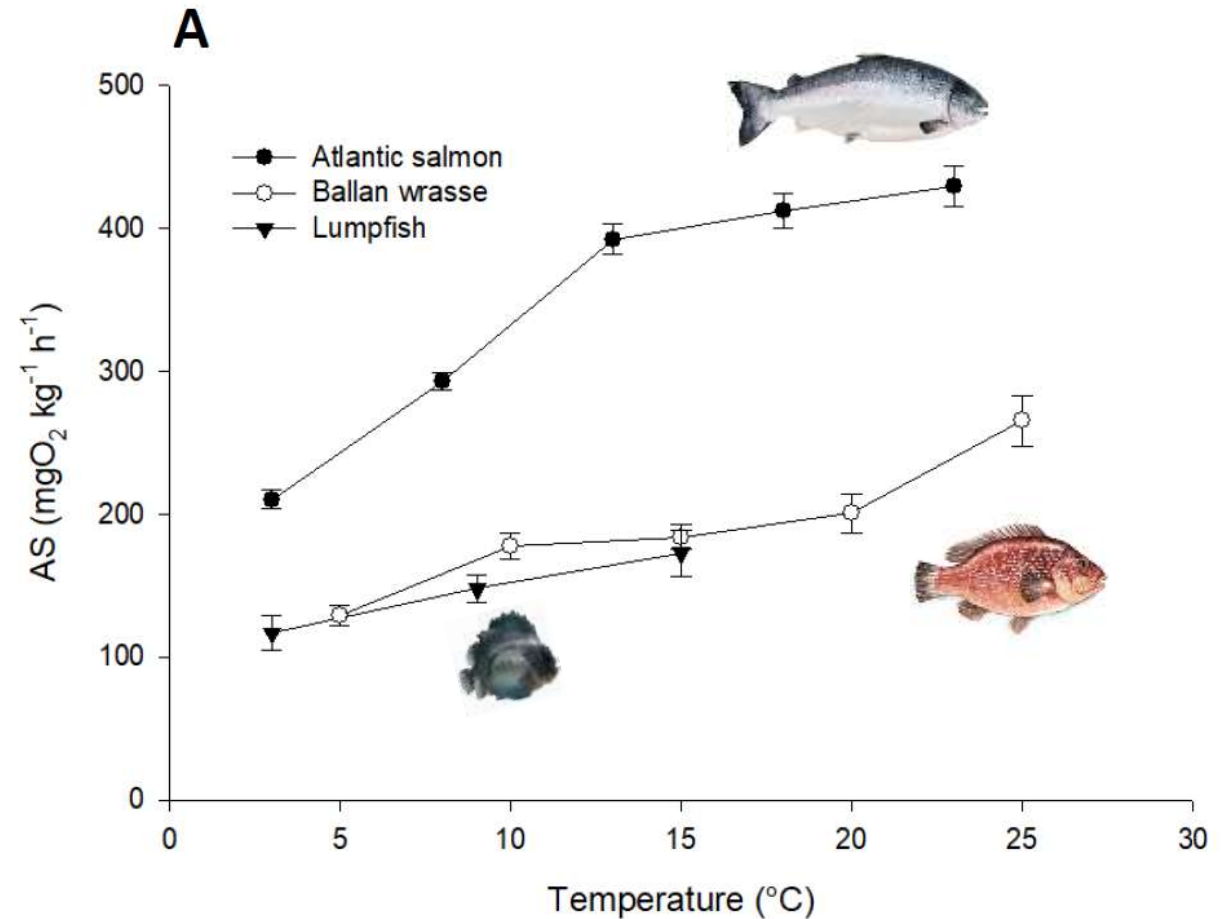 A
500
400
300
200
100
0
Atlantic salmon
Ballan wrasse
Lumpfish
AS (mgO₂ kg⁻¹ h⁻¹)
0 5 10 15 20 25 30
Temperature (°C)